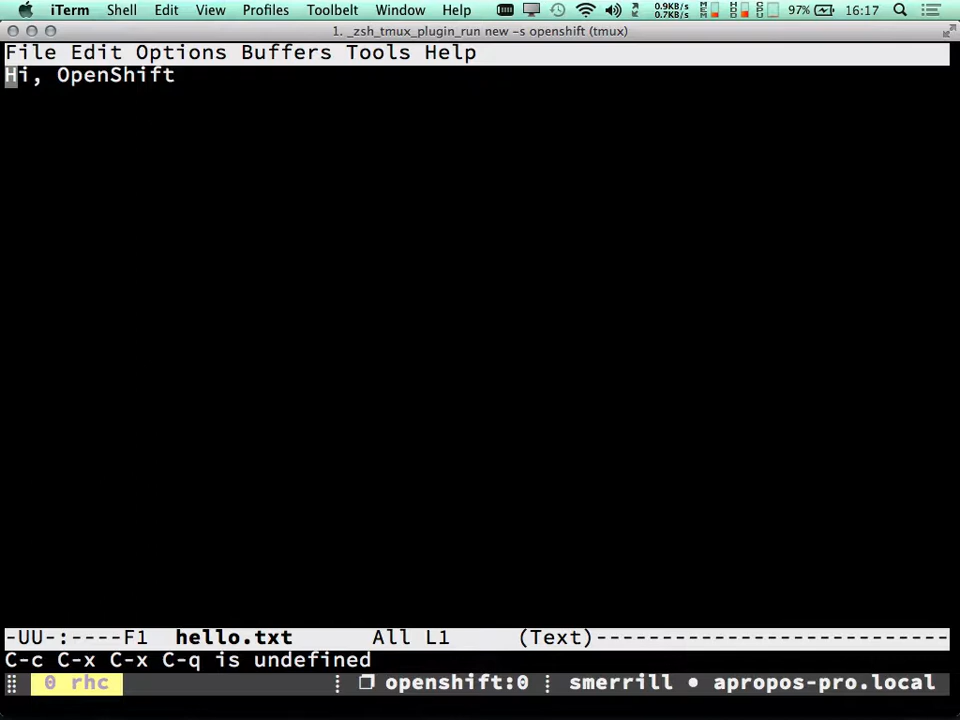 iTerm Shell Edit View Profiles Toolbelt Window Help 0.9KB/s 0.7KB/s 97% 16:17
1. _zsh_tmux_plugin_run new -s openshift (tmux)
File Edit Options Buffers Tools Help
Hi, OpenShift
-UU-:----F1 hello.txt All L1 (Text)---------------------------
C-c C-x C-x C-q is undefined
0 rhc openshift:0 smerrill • apropos-pro.local